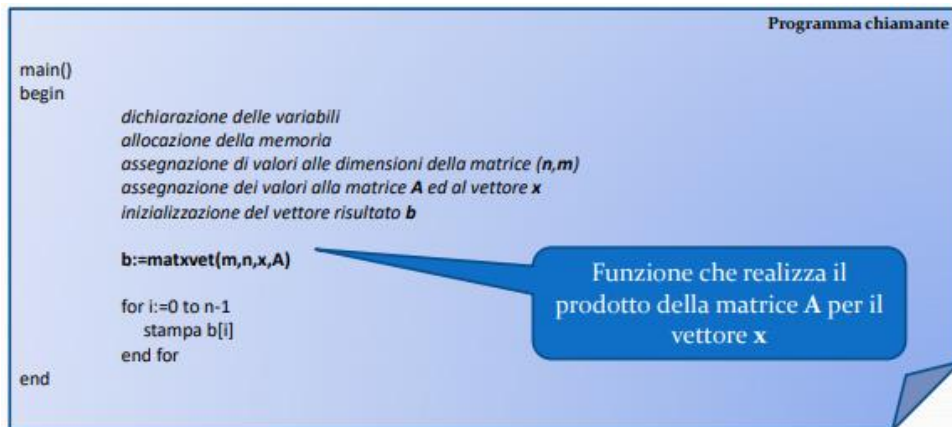 Programma chiamante
main()
begin
dichiarazione delle variabili
allocazione della memoria
assegnazione di valori alle dimensioni della matrice (n,m)
assegnazione dei valori alla matrice A ed al vettore x
inizializzazione del vettore risultato b
b:=matxvet(m,n,x,A)
for i:=0 to n-1
stampa b[i]
end for
end
Funzione che realizza il
prodotto della matrice A per il
vettore x